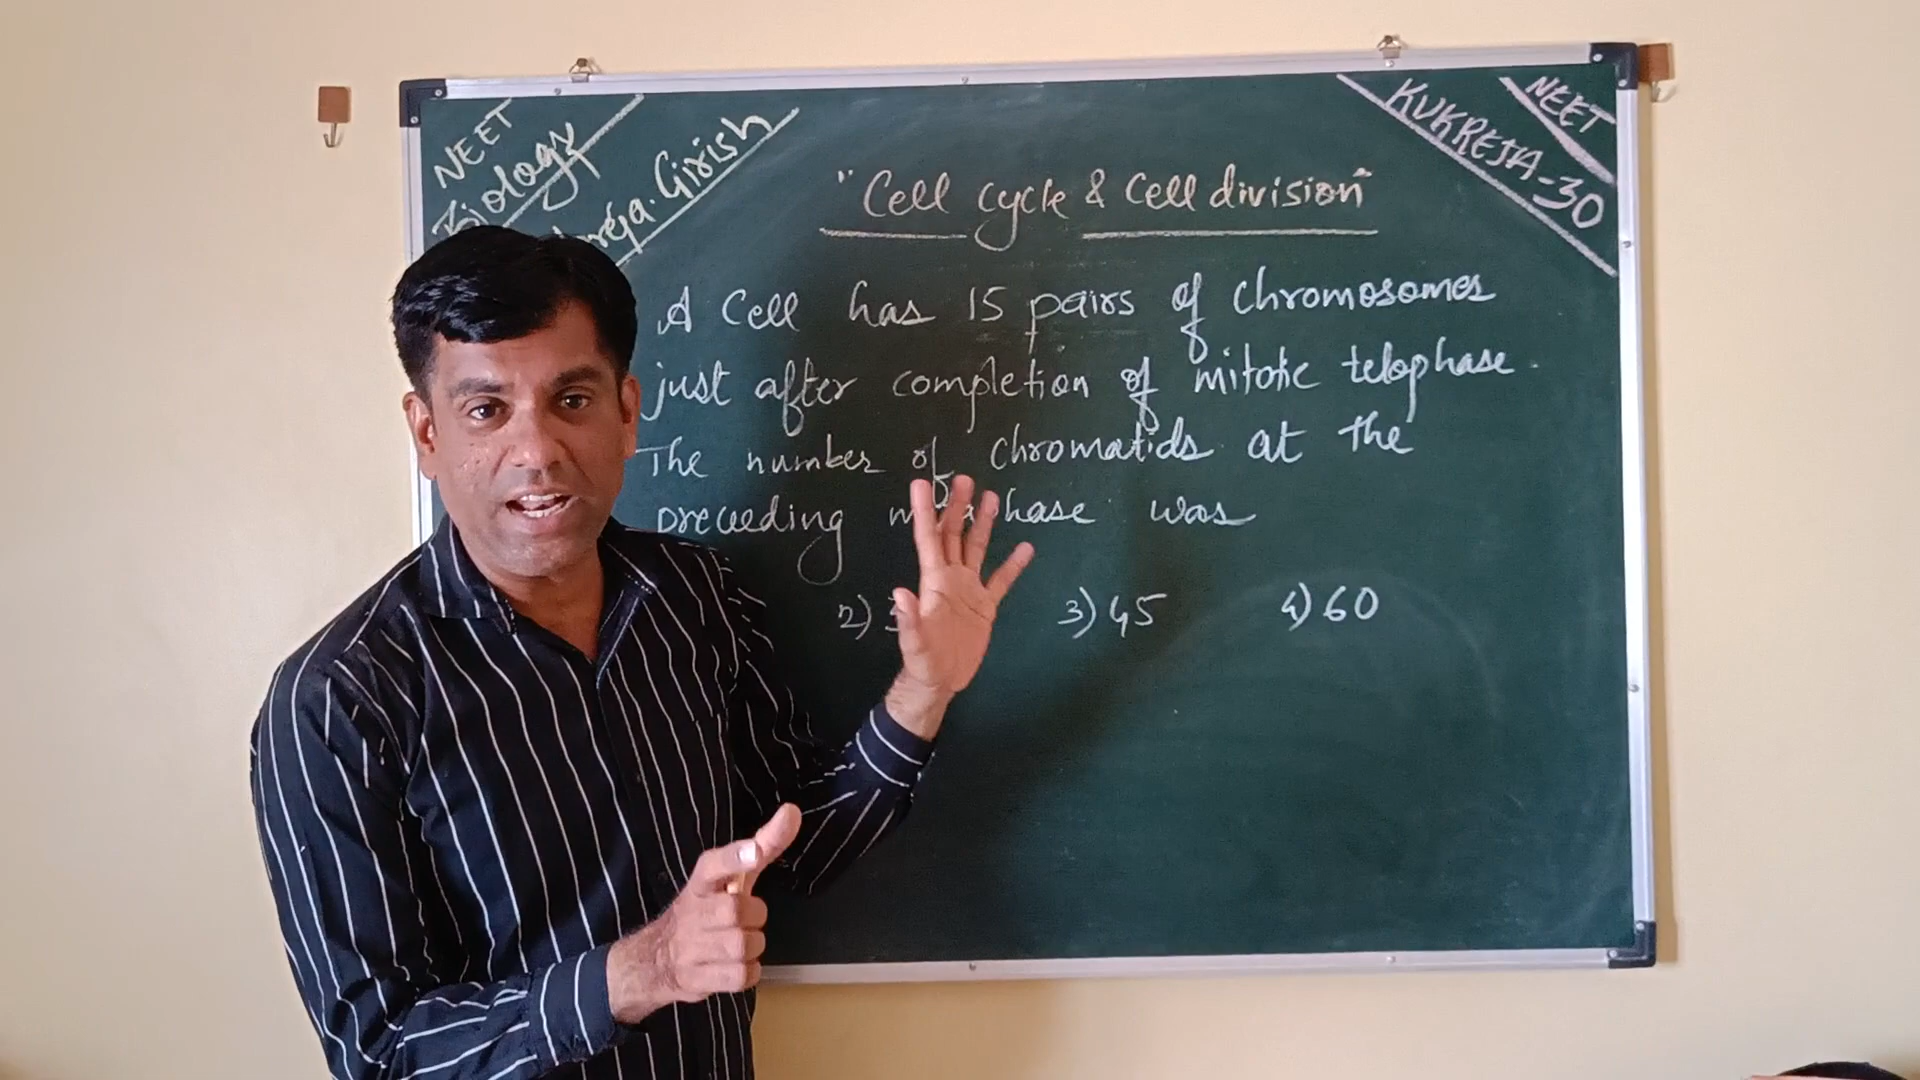 NEET
Biology
Girish
NEET
KUKREJA-30
"Cell cycle & Cell division"
A Cell has 15 pairs of chromosomes
just after completion of mitotic telophase.
The number of chromatids at the
preceding was
2) 3) 45 4) 60